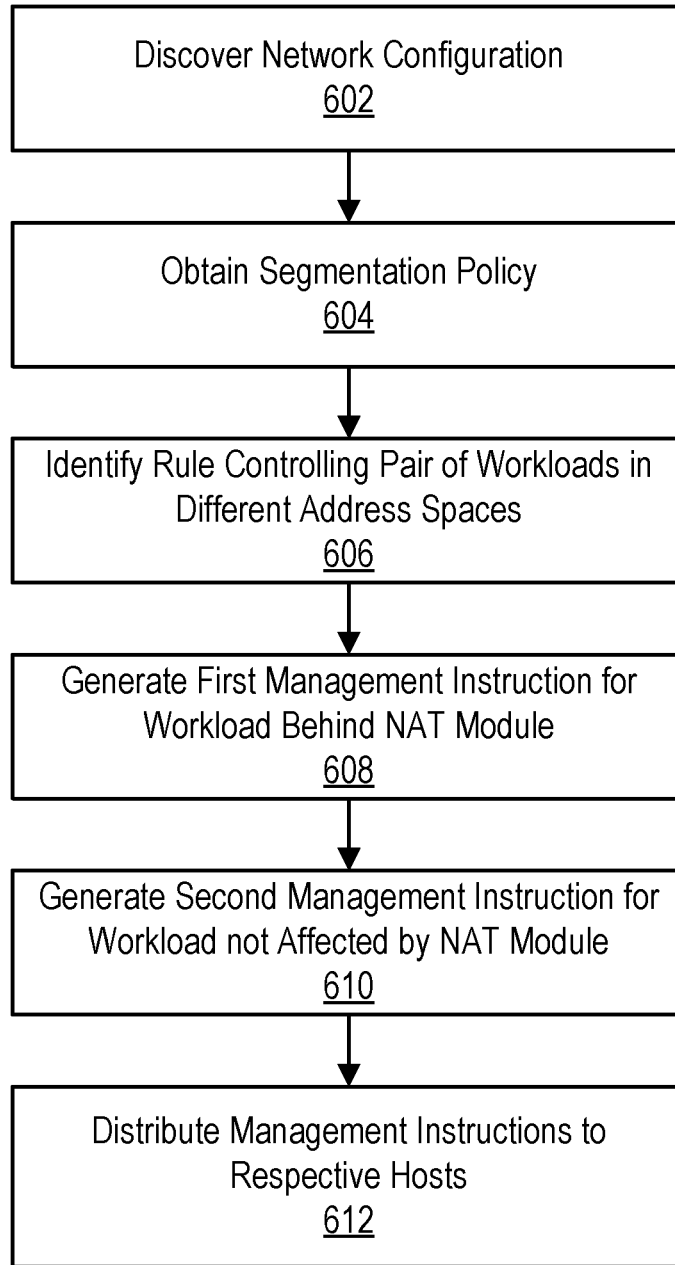 Discover Network Configuration
602
Obtain Segmentation Policy
604
Identify Rule Controlling Pair of Workloads in
Different Address Spaces
606
Generate First Management Instruction for
Workload Behind NAT Module
608
Generate Second Management Instruction for
Workload not Affected by NAT Module
610
Distribute Management Instructions to
Respective Hosts
612